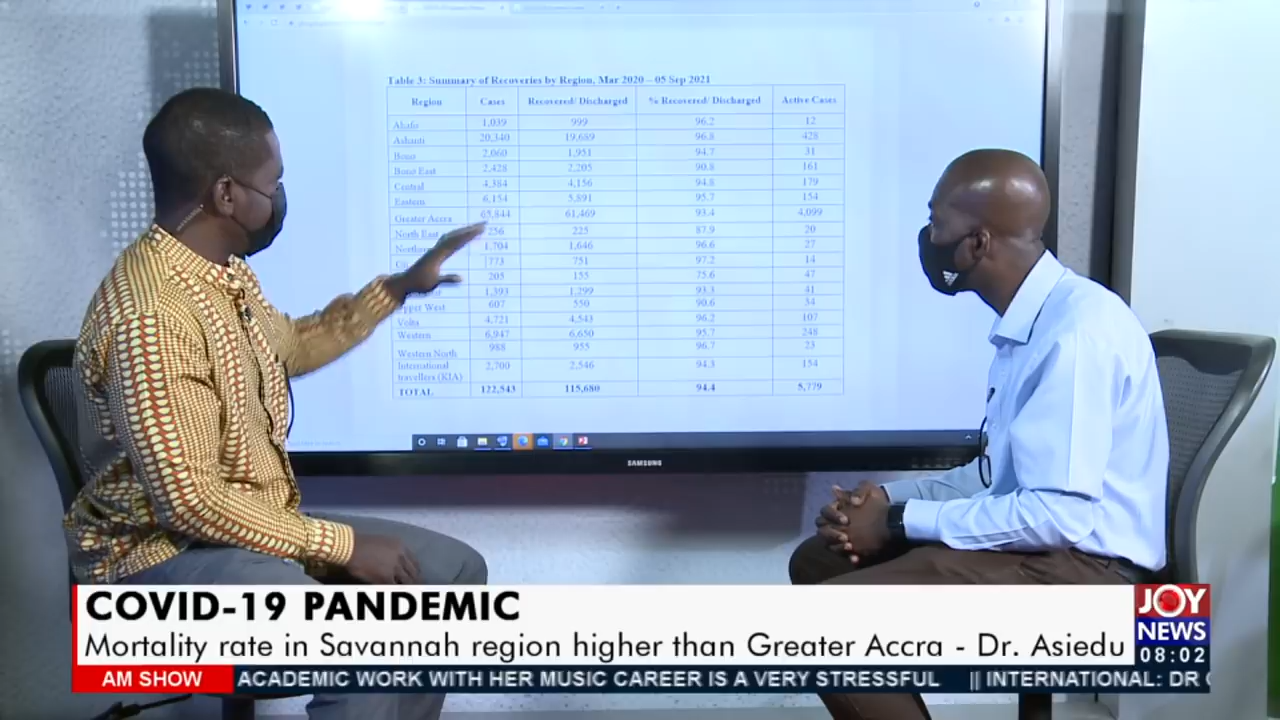 Table 3: Summary of Recoveries by Region, Mar 2020 – 05 Sep 2021
Region Cases Recovered/ Discharged % Recovered/ Discharged Active Cases
Ahafo 1,039 999 96.2 12
Ashanti 20,340 19,689 96.8 428
Bono 2,060 1,951 94.7 31
Bono East 2,428 2,205 90.8 161
Central 4,384 4,156 94.8 179
Eastern 6,154 5,891 95.7 154
Greater Accra 65,844 61,469 93.4 4,099
North East 256 225 87.9 20
Northern 1,704 1,646 96.6 27
773 751 97.2 14
205 155 75.6 47
1,393 1,299 93.3 41
Upper West 607 550 90.6 54
Volta 4,721 4,543 96.2 107
Western 6,947 6,650 95.7 248
Western North 988 955 96.7 23
International
travellers (KIA) 2,700 2,546 94.3 154
TOTAL 122,543 115,680 94.4 5,779
SAMSUNG
COVID-19 PANDEMIC
Mortality rate in Savannah region higher than Greater Accra - Dr. Asiedu
JOY
NEWS
08:02
AM SHOW
ACADEMIC WORK WITH HER MUSIC CAREER IS A VERY STRESSFUL || INTERNATIONAL: DR